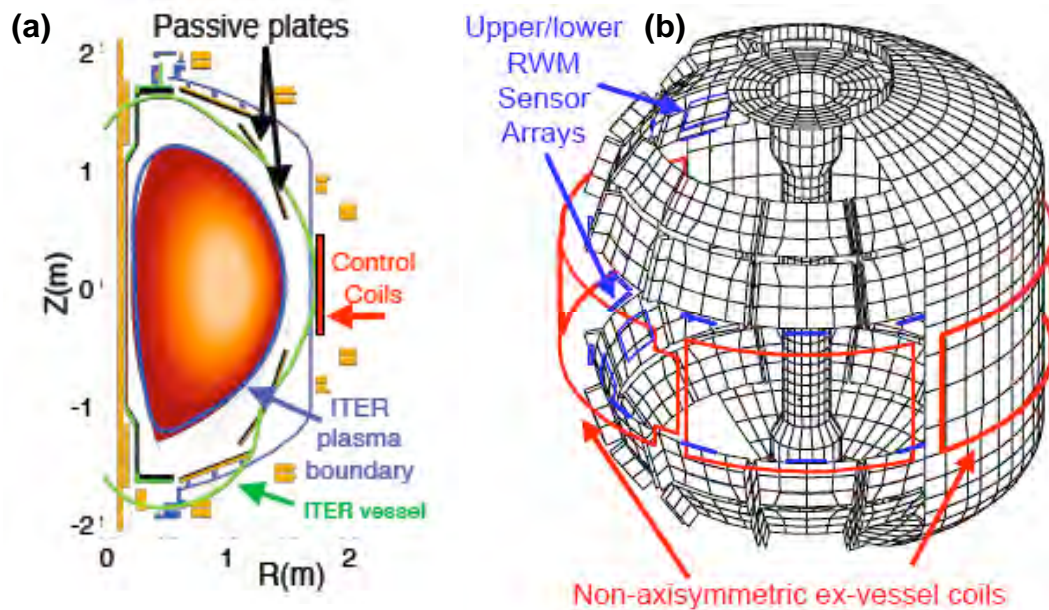 (a)
Passive plates
2
1
0
-1
-2
Z(m)
Control
Coils
ITER
plasma
boundary
ITER vessel
0
1
2
R(m)
Upper/lower
RWM
Sensor
Arrays
(b)
Non-axisymmetric ex-vessel coils